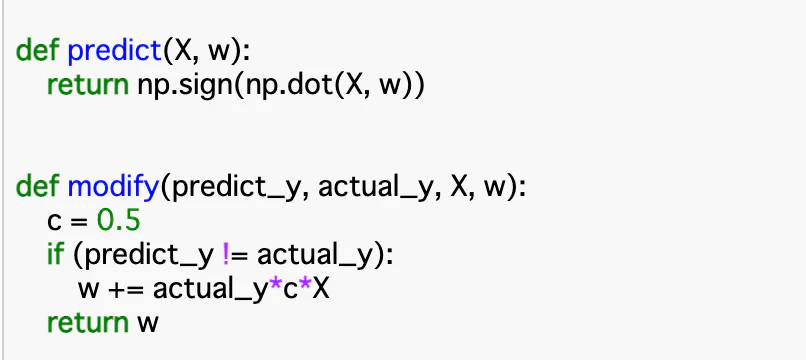 def predict(X, w):
    return np.sign(np.dot(X, w))
def modify(predict_y, actual_y, X, w):
    c = 0.5
    if (predict_y != actual_y):
        w += actual_y*c*X
    return w